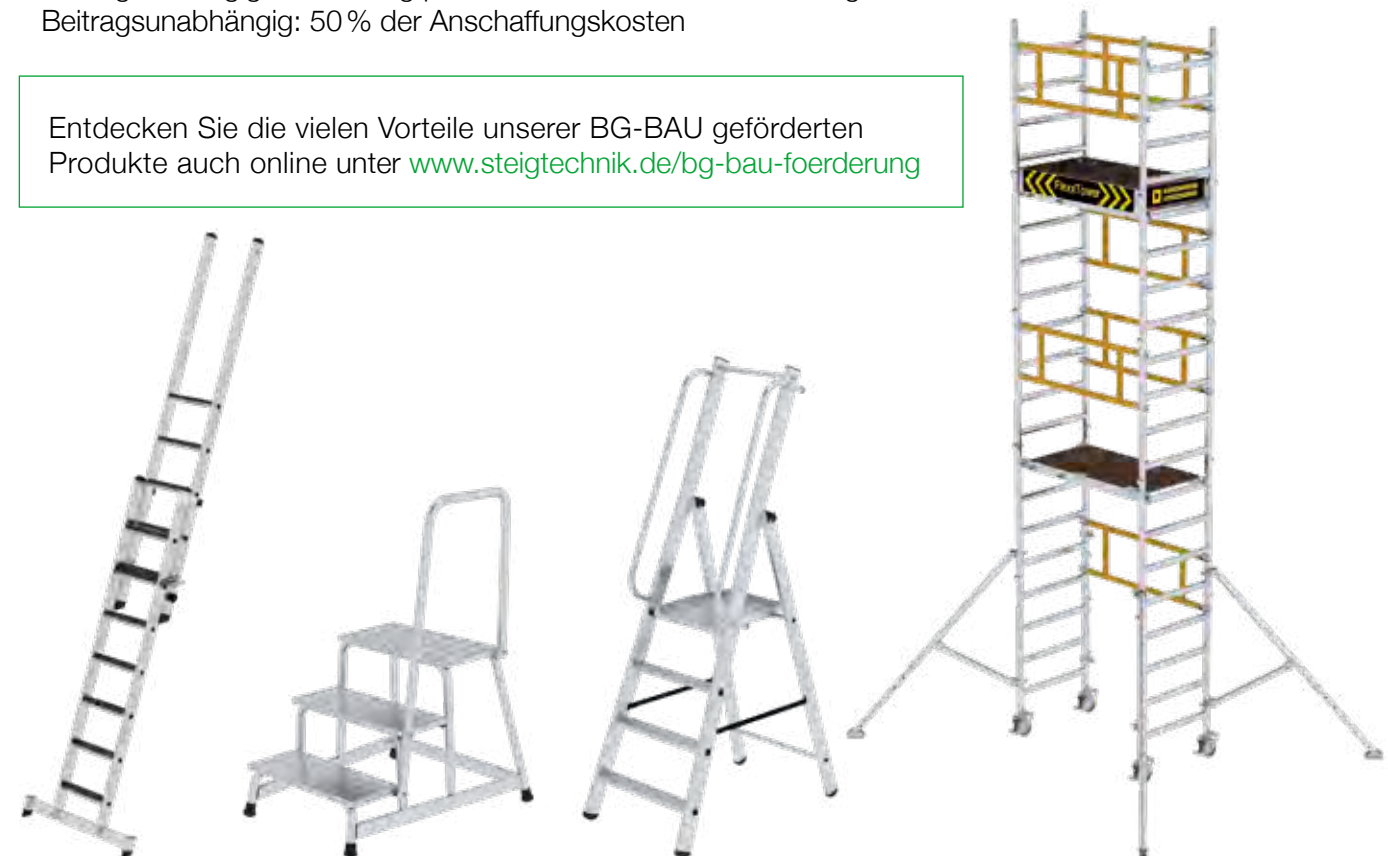 Beitragsunabhängig: 50 % der Anschaffungskosten
Entdecken Sie die vielen Vorteile unserer BG-BAU geförderten
Produkte auch online unter www.steigtechnik.de/bg-bau-foerderung
FlexxTower